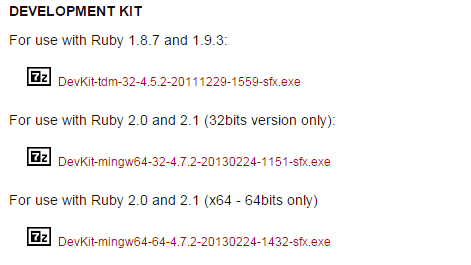 DEVELOPMENT KIT
For use with Ruby 1.8.7 and 1.9.3:
7z DevKit-tdm-32-4.5.2-20111229-1559-sfx.exe
For use with Ruby 2.0 and 2.1 (32bits version only):
7z DevKit-mingw64-32-4.7.2-20130224-1151-sfx.exe
For use with Ruby 2.0 and 2.1 (x64 - 64bits only)
7z DevKit-mingw64-64-4.7.2-20130224-1432-sfx.exe